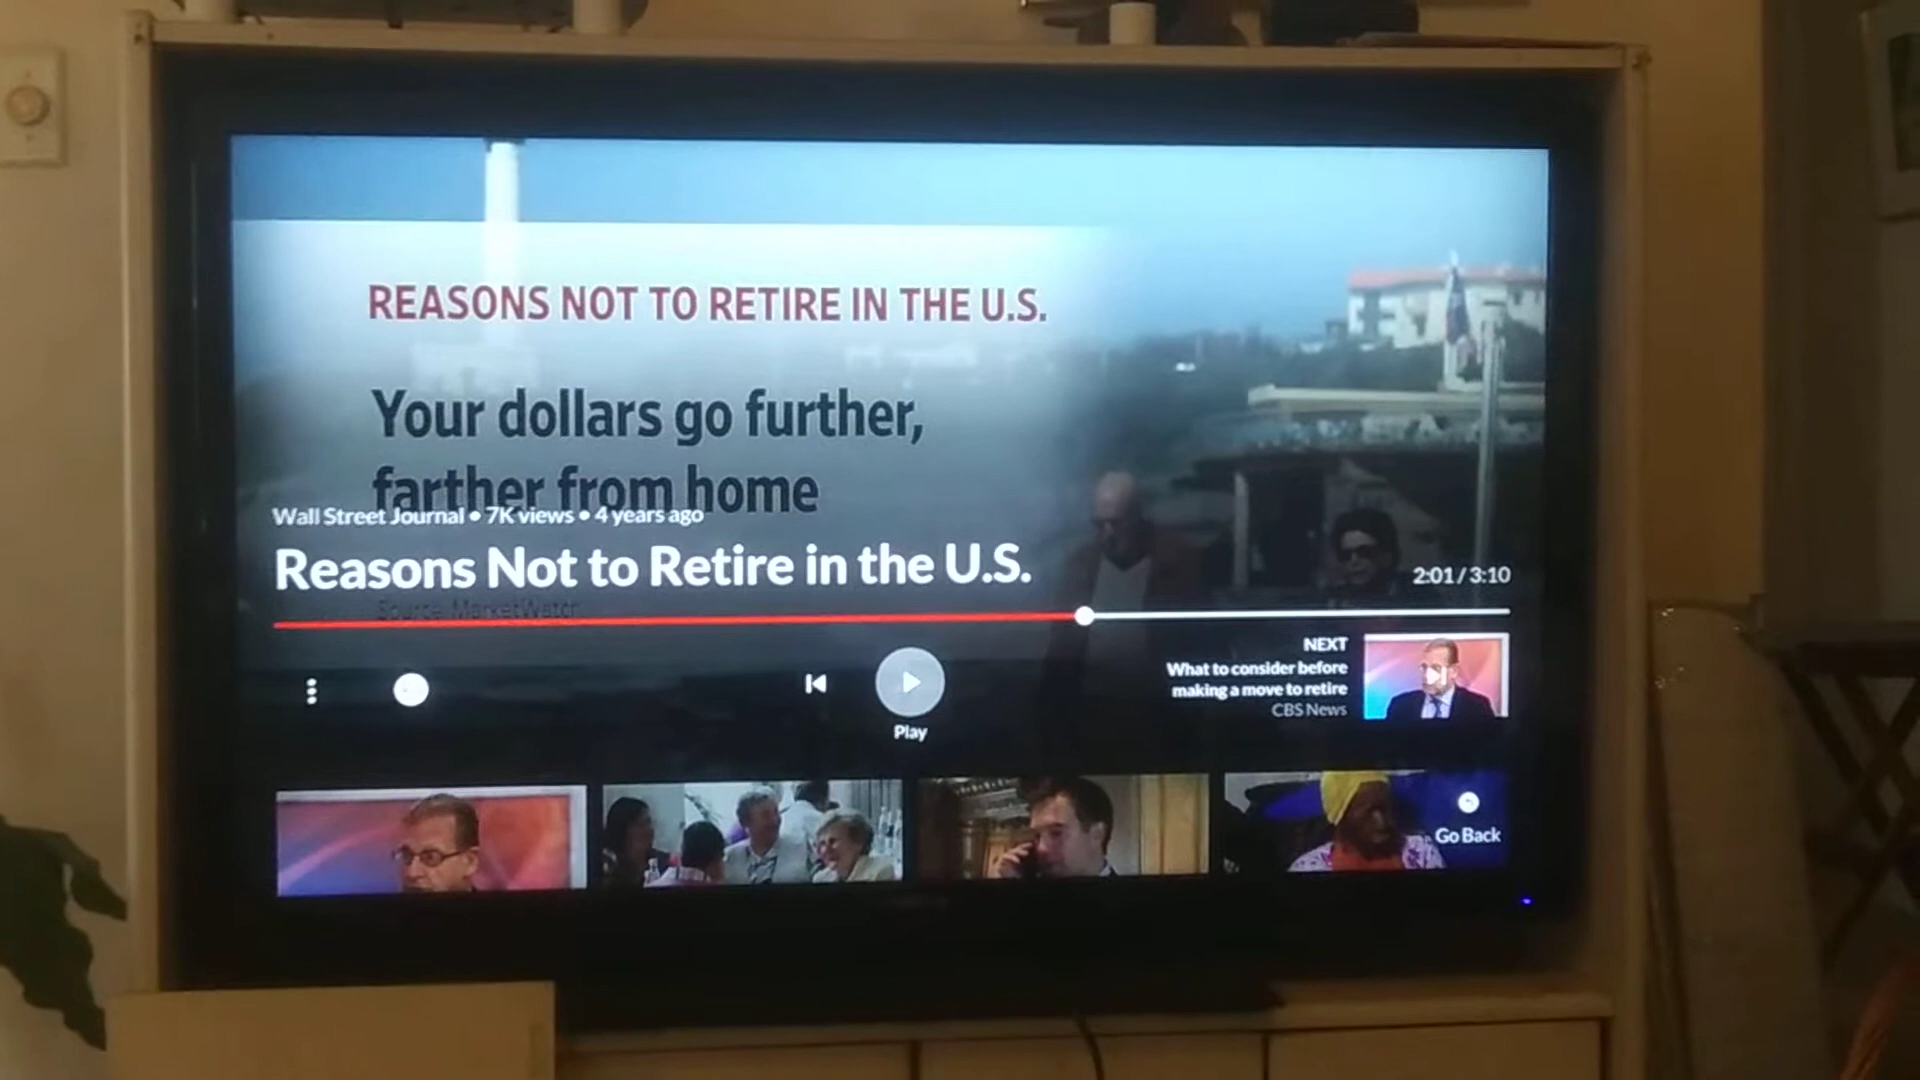 REASONS NOT TO RETIRE IN THE U.S.
Your dollars go further,
farther from home
Wall Street Journal • 7K views • 4 years ago
Reasons Not to Retire in the U.S.
2:01 / 3:10
Source: MarketWatch
NEXT
What to consider before
making a move to retire
CBS News
Play
Go Back